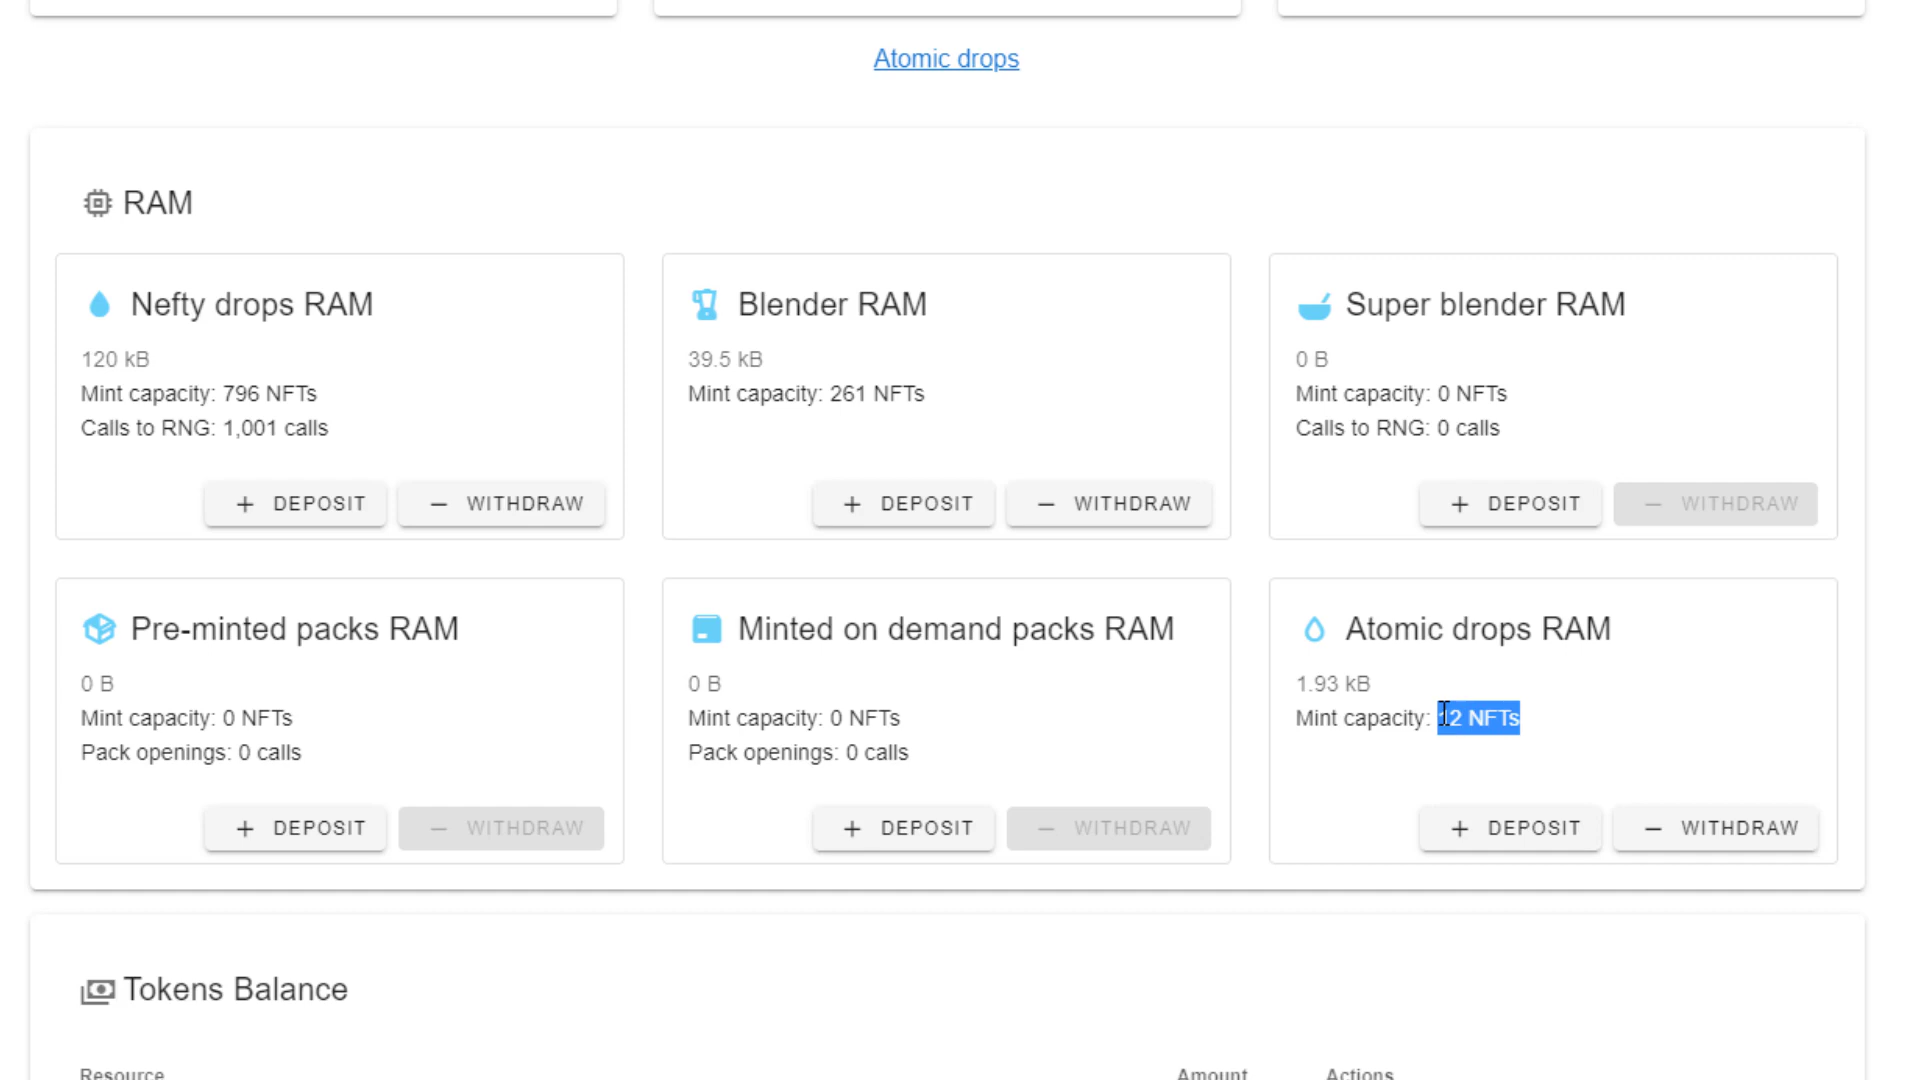 Atomic drops
RAM
Nefty drops RAM
120 kB
Mint capacity: 796 NFTs
Calls to RNG: 1,001 calls
+ DEPOSIT
− WITHDRAW
Blender RAM
39.5 kB
Mint capacity: 261 NFTs
+ DEPOSIT
− WITHDRAW
Super blender RAM
0 B
Mint capacity: 0 NFTs
Calls to RNG: 0 calls
+ DEPOSIT
− WITHDRAW
Pre-minted packs RAM
0 B
Mint capacity: 0 NFTs
Pack openings: 0 calls
+ DEPOSIT
− WITHDRAW
Minted on demand packs RAM
0 B
Mint capacity: 0 NFTs
Pack openings: 0 calls
+ DEPOSIT
− WITHDRAW
Atomic drops RAM
1.93 kB
Mint capacity: 12 NFTs
+ DEPOSIT
− WITHDRAW
Tokens Balance
Resource Amount Actions